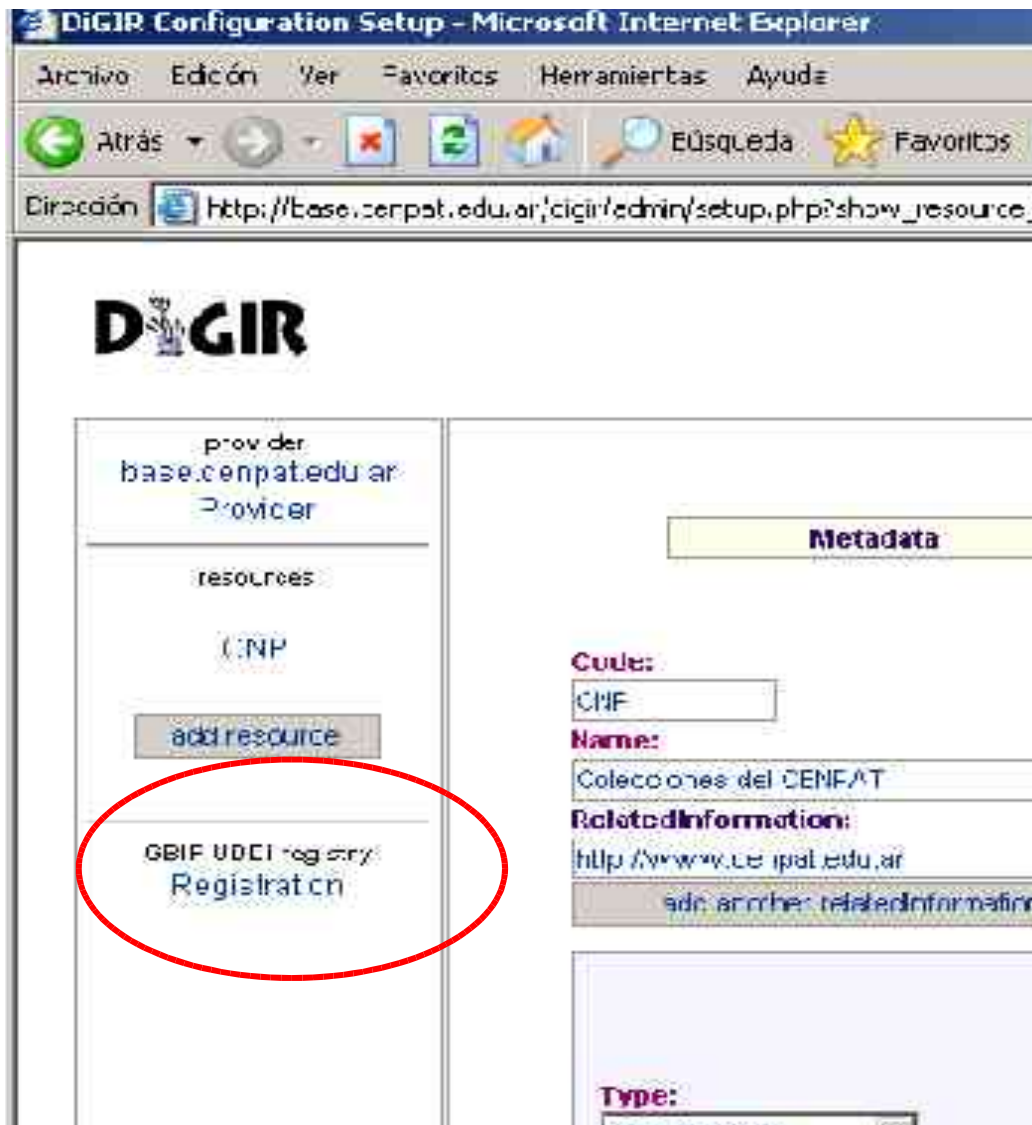 DiGIR Configuration Setup - Microsoft Internet Explorer
Archivo Edición Ver Favoritos Herramientas Ayuda
Atrás Búsqueda Favoritos
Dirección http://base.cenpat.edu.ar/digir/admin/setup.php?show_resource_
DiGIR
provider
base.cenpat.edu.ar
Provider
Metadata
resources
CNP
Code:
CNP
add resource
Name:
Colecciones del CENPAT
RelatedInformation:
GBIF UDDI registry
http://www.cenpat.edu.ar
Registration
add another relatedInformation
Type: